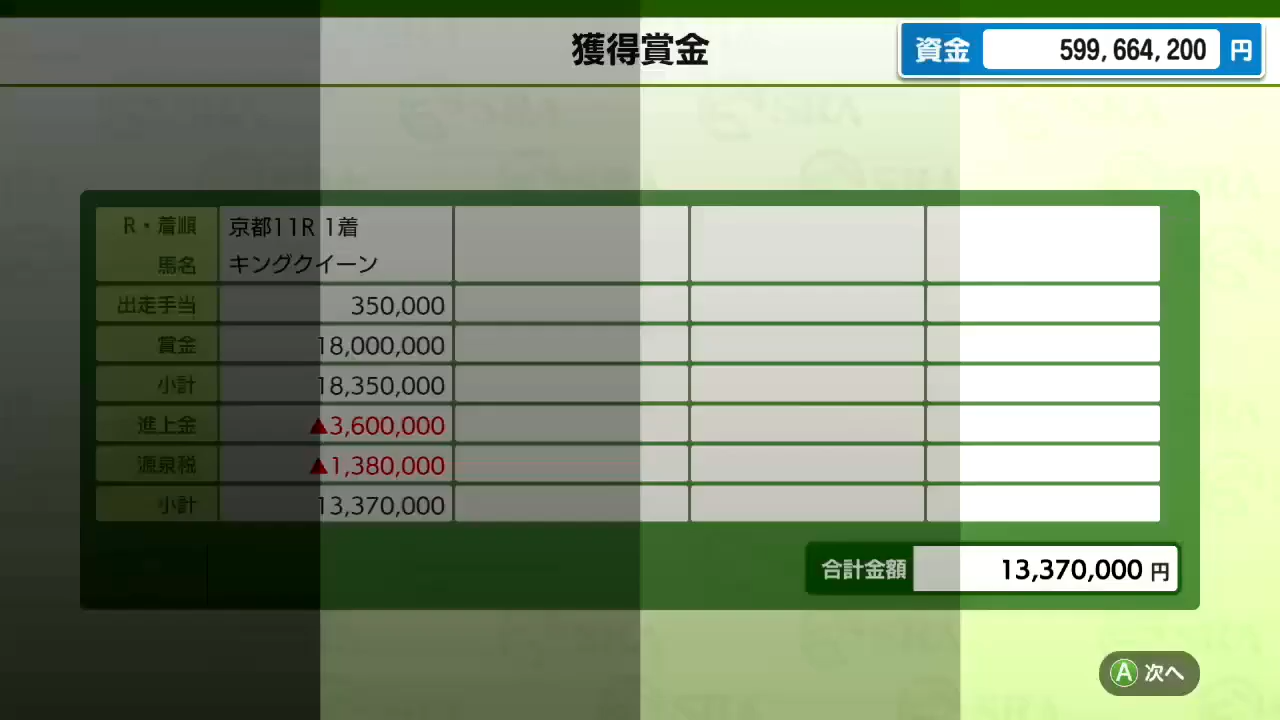 獲得賞金
資金 599,664,200 円
R・着順 京都11R 1着
馬名 キングクイーン
出走手当 350,000
賞金 18,000,000
小計 18,350,000
進上金 ▲3,600,000
源泉税 ▲1,380,000
小計 13,370,000
合計金額 13,370,000 円
A 次へ